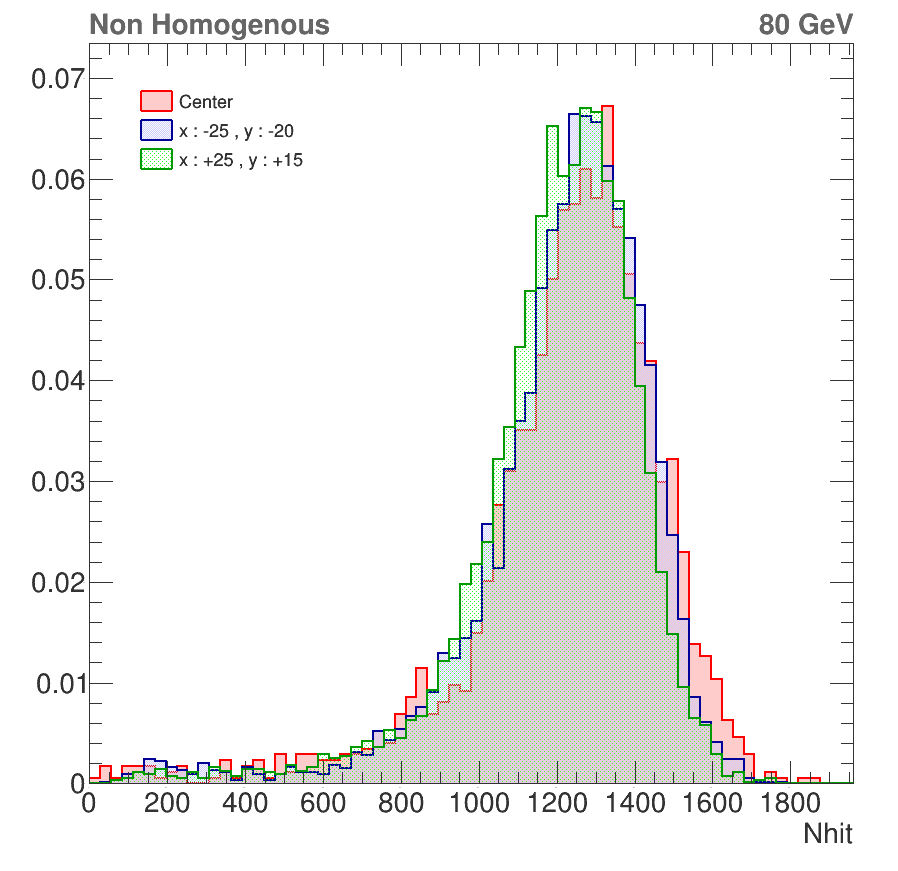 Non Homogenous 80 GeV
Center
x : -25 , y : -20
x : +25 , y : +15
0.07
0.06
0.05
0.04
0.03
0.02
0.01
0
0 200 400 600 800 1000 1200 1400 1600 1800
Nhit